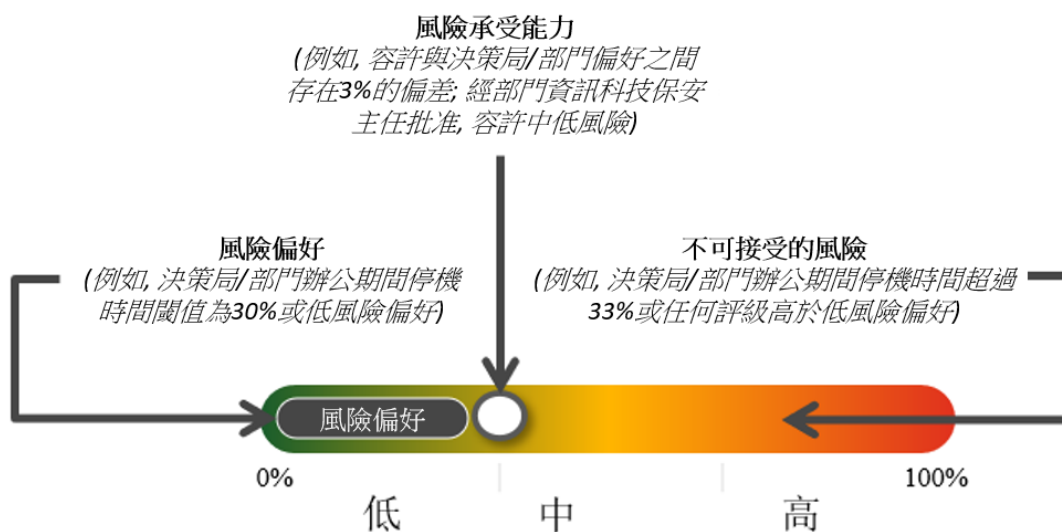 風險承受能力
(例如, 容許與決策局/部門偏好之間
存在3%的偏差; 經部門資訊科技保安
主任批准, 容許中低風險)
風險偏好
(例如, 決策局/部門辦公期間停機
時間閾值為30%或低風險偏好)
不可接受的風險
(例如, 決策局/部門辦公期間停機時間超過
33%或任何評級高於低風險偏好)
風險偏好
0%
100%
低
中
高